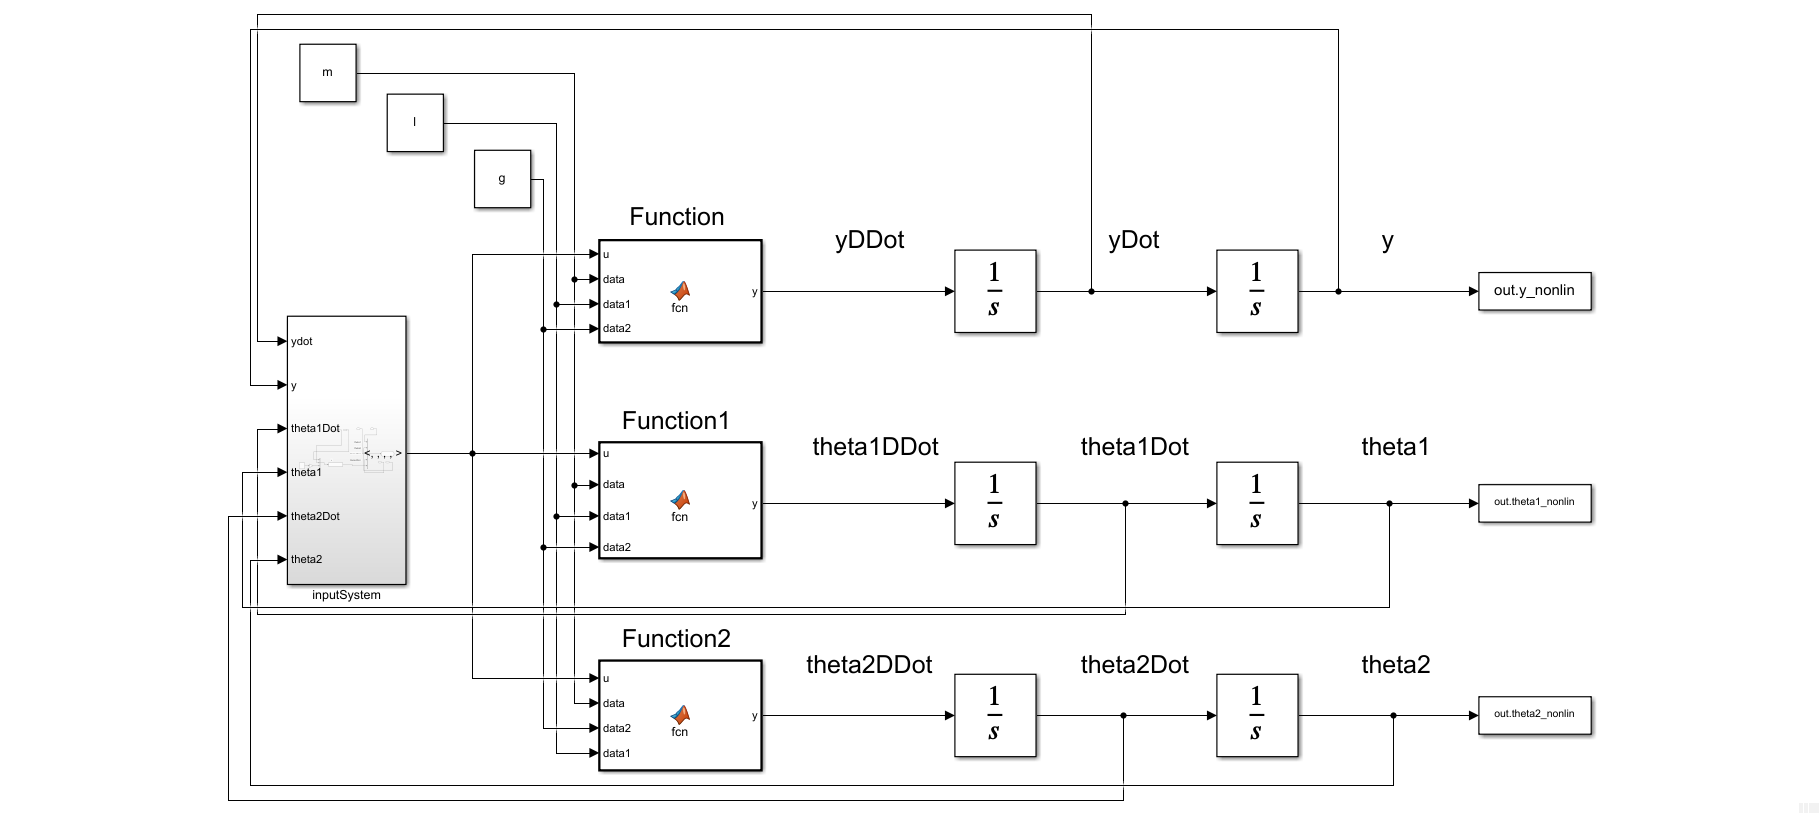 m
l
g
Function
u
data
data1
data2
fcn
y
yDDot
1
s
yDot
1
s
y
out.y_nonlin
ydot
y
theta1Dot
theta1
theta2Dot
theta2
inputSystem
Function1
u
data
data1
data2
fcn
y
theta1DDot
1
s
theta1Dot
1
s
theta1
out.theta1_nonlin
Function2
u
data
data2
data1
fcn
y
theta2DDot
1
s
theta2Dot
1
s
theta2
out.theta2_nonlin